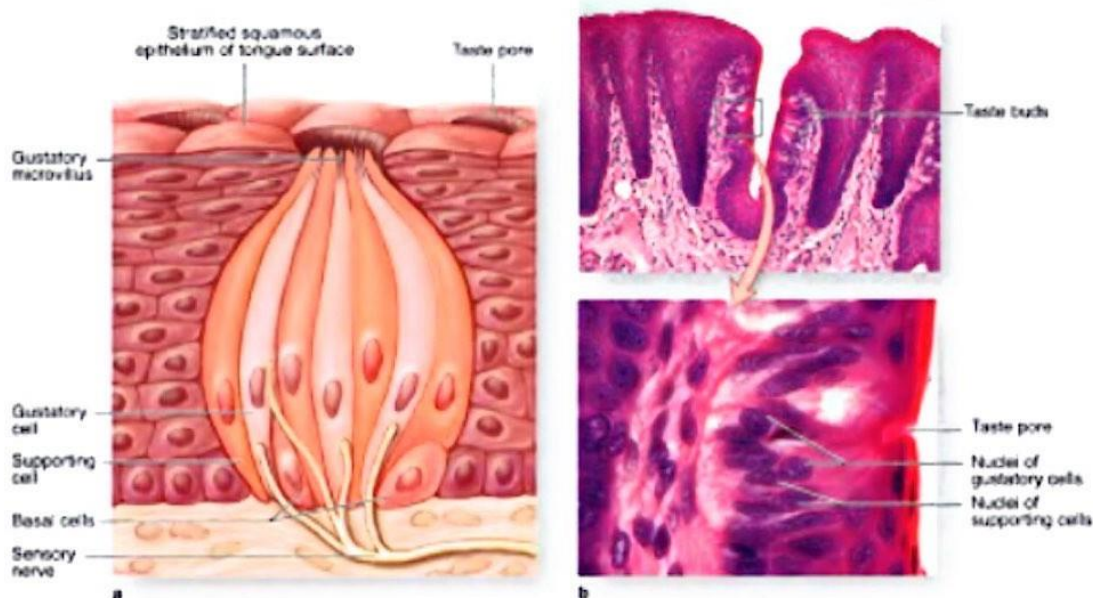 Stratified squamous
epithelium of tongue surface
Taste pore
Gustatory
microvillus
Gustatory
cell
Supporting
cell
Basal cells
Sensory
nerve
a
Taste buds
Taste pore
Nuclei of
gustatory cells
Nuclei of
supporting cells
b